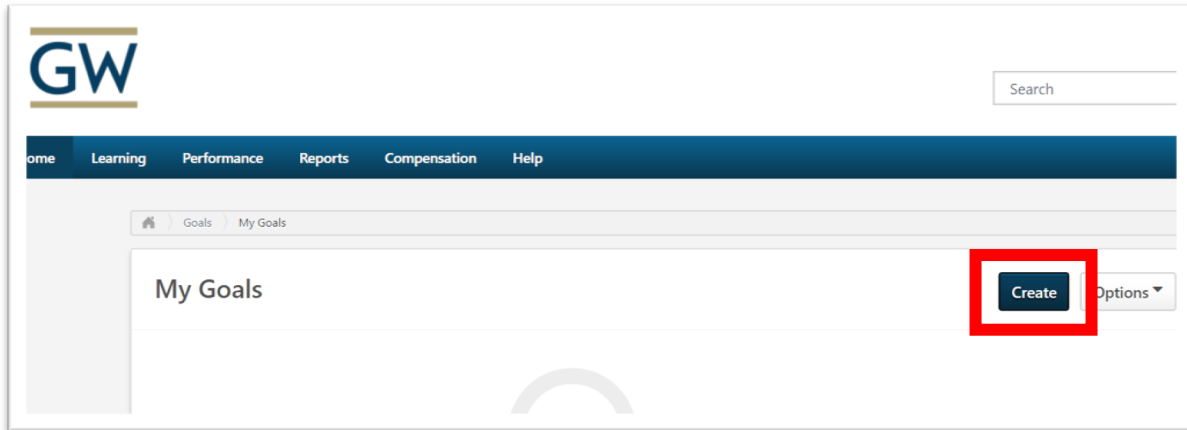 GW
Search
ome Learning Performance Reports Compensation Help
Goals My Goals
My Goals
Create
Options